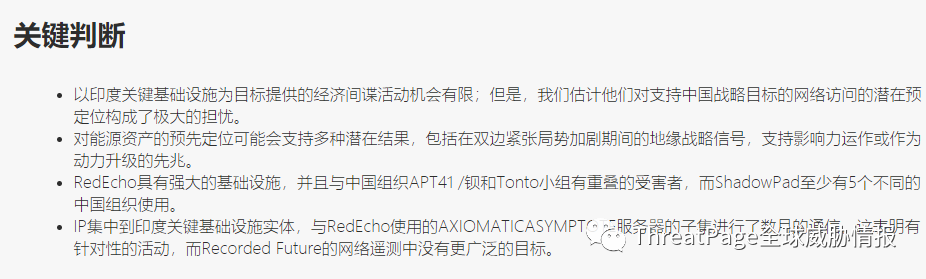 关键判断
• 以印度关键基础设施为目标提供的经济间谍活动机会有限；但是，我们估计他们对支持中国战略目标的网络访问的潜在预
定位构成了极大的担忧。
• 对能源资产的预先定位可能会支持多种潜在结果，包括在双边紧张局势加剧期间的地缘战略信号，支持影响力运作或作为
动力升级的先兆。
• RedEcho具有强大的基础设施，并且与中国组织APT41 /钡和Tonto小组有重叠的受害者，而ShadowPad至少有5个不同的
中国组织使用。
• IP集中到印度关键基础设施实体，与RedEcho使用的AXIOMATICASYMPTO 服务器的子集进行了数月的通信，这表明有
针对性的活动，而Recorded Future的网络遥测中没有更广泛的目标。
ThreatPage全球威胁情报